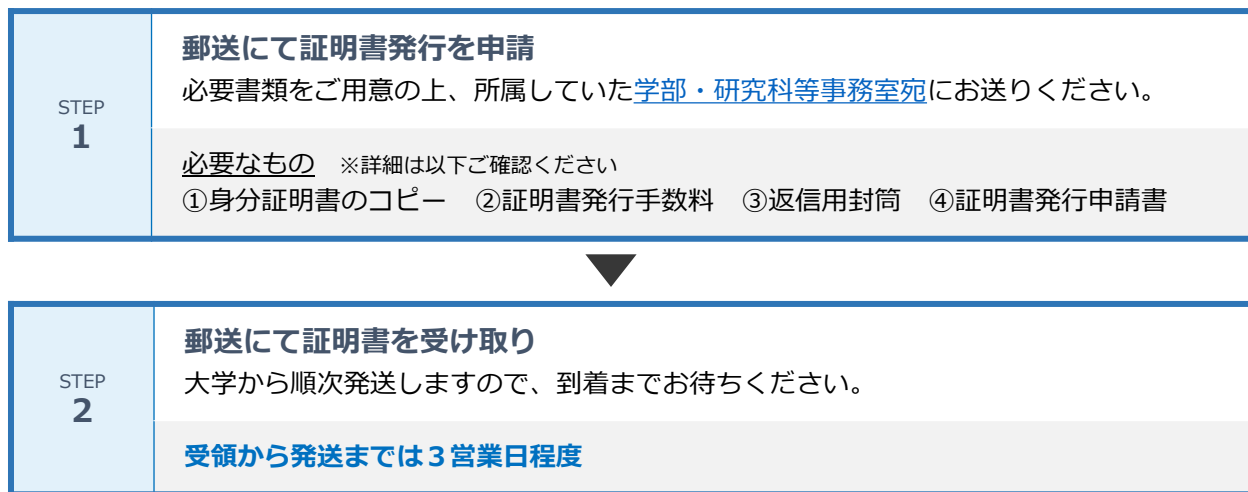 STEP
1
郵送にて証明書発行を申請
必要書類をご用意の上、所属していた学部・研究科等事務室宛にお送りください。
必要なもの　※詳細は以下ご確認ください
①身分証明書のコピー　②証明書発行手数料　③返信用封筒　④証明書発行申請書
STEP
2
郵送にて証明書を受け取り
大学から順次発送しますので、到着までお待ちください。
受領から発送までは３営業日程度